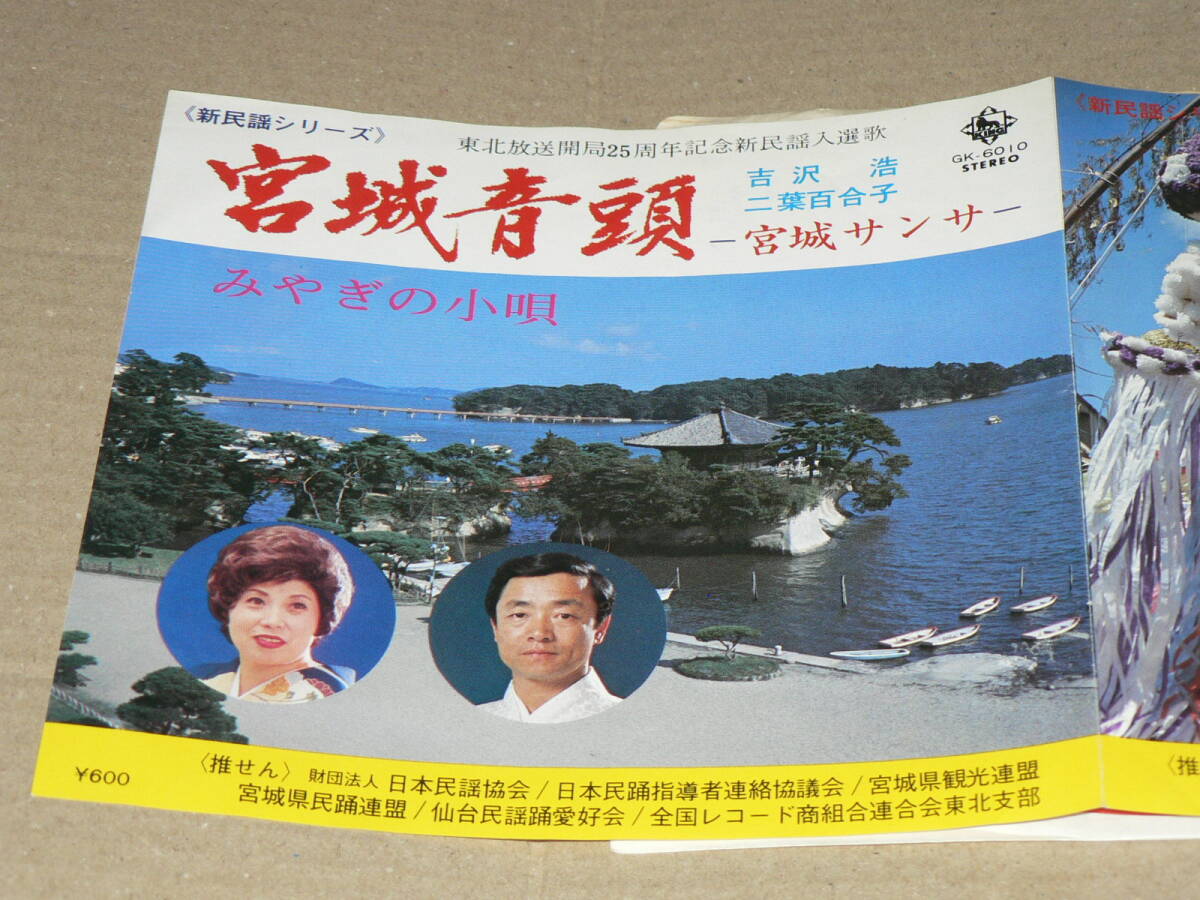 《新民謡シリーズ》
東北放送開局25周年記念新民謡入選歌
宮城音頭
吉沢 浩
二葉百合子
－宮城サンサ－
みやぎの小唄
KING
GK-6010
STEREO
¥600
〈推せん〉 財団法人 日本民謡協会/日本民踊指導者連絡協議会/宮城県観光連盟
宮城県民踊連盟/仙台民謡踊愛好会/全国レコード商組合連合会東北支部
《新民謡シ
〈推